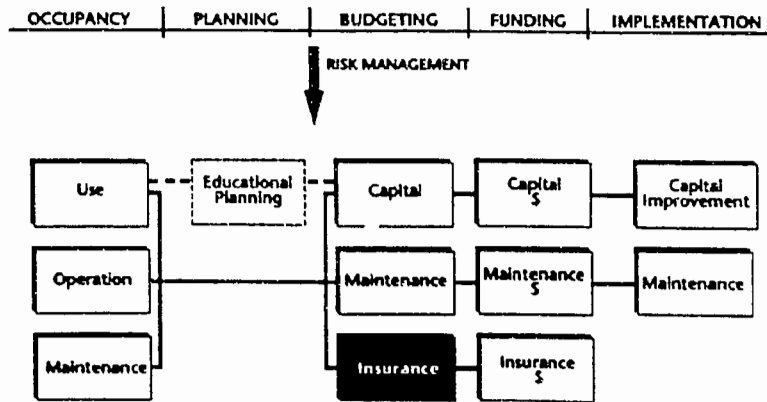 OCCUPANCY PLANNING BUDGETING FUNDING IMPLEMENTATION
RISK MANAGEMENT
Use
Educational
Planning
Capital
Capital
$
Capital
Improvement
Operation
Maintenance
Maintenance
$
Maintenance
Maintenance
Insurance
Insurance
$